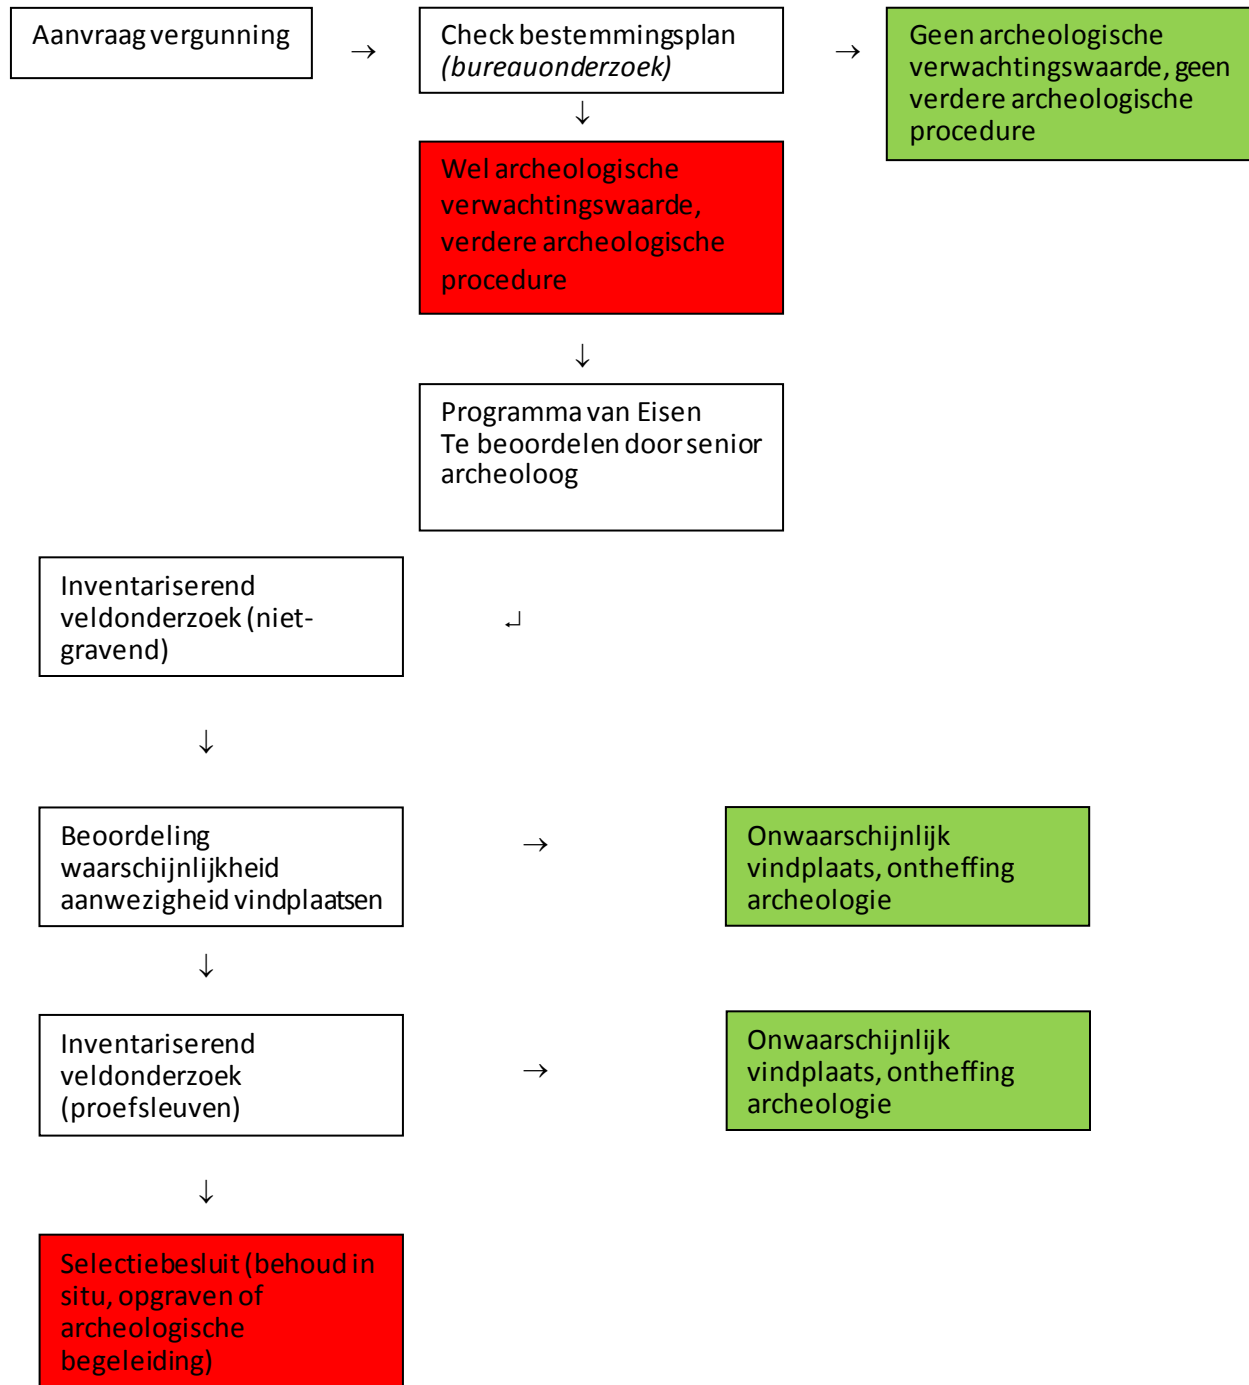 Aanvraag vergunning
→
Check bestemmingsplan
(bureauonderzoek)
→
Geen archeologische
verwachtingswaarde, geen
verdere archeologische
procedure
↓
Wel archeologische
verwachtingswaarde,
verdere archeologische
procedure
↓
Programma van Eisen
Te beoordelen door senior
archeoloog
Inventariserend
veldonderzoek (niet-
gravend)
↵
↓
Beoordeling
waarschijnlijkheid
aanwezigheid vindplaatsen
→
Onwaarschijnlijk
vindplaats, ontheffing
archeologie
↓
Inventariserend
veldonderzoek
(proefsleuven)
→
Onwaarschijnlijk
vindplaats, ontheffing
archeologie
↓
Selectiebesluit (behoud in
situ, opgraven of
archeologische
begeleiding)